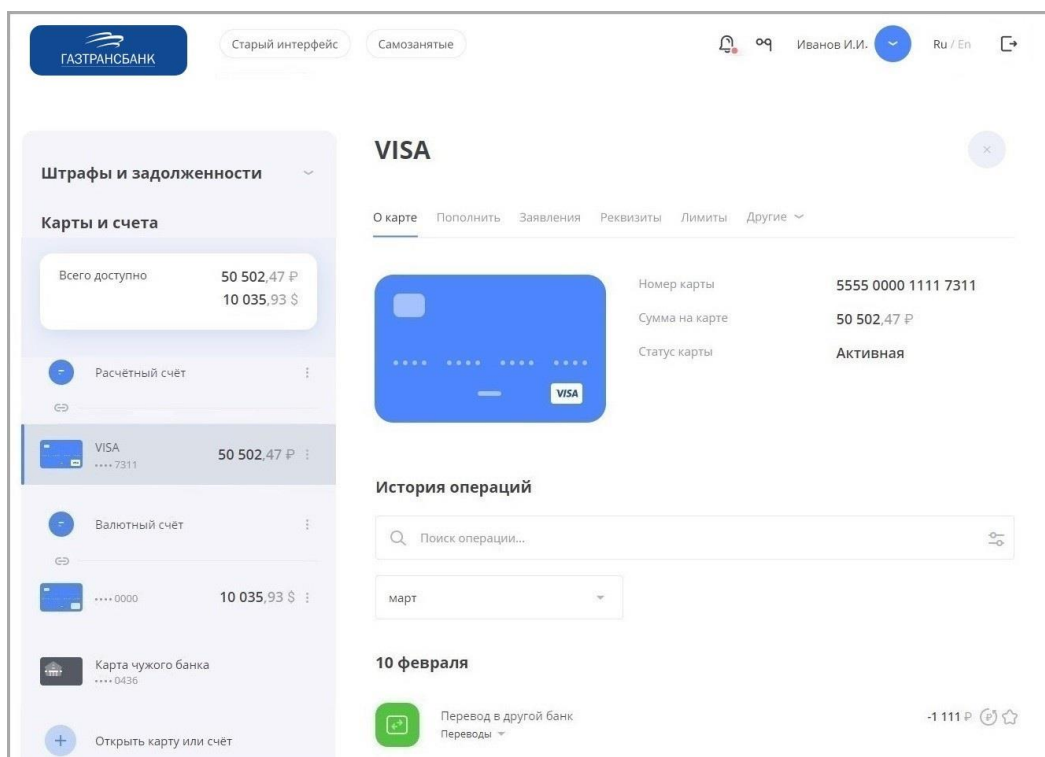 ГАЗТРАНСБАНК
Старый интерфейс
Самозанятые
Иванов И.И.
Ru / En
Штрафы и задолженности
Карты и счета
Всего доступно 50 502,47 ₽
10 035,93 $
Расчётный счёт
VISA
•••• 7311
50 502,47 ₽
Валютный счёт
•••• 0000 10 035,93 $
Карта чужого банка
•••• 0436
Открыть карту или счёт
VISA
О карте Пополнить Заявления Реквизиты Лимиты Другие
VISA
Номер карты 5555 0000 1111 7311
Сумма на карте 50 502,47 ₽
Статус карты Активная
История операций
Поиск операции...
март
10 февраля
Перевод в другой банк -1 111 ₽
Переводы